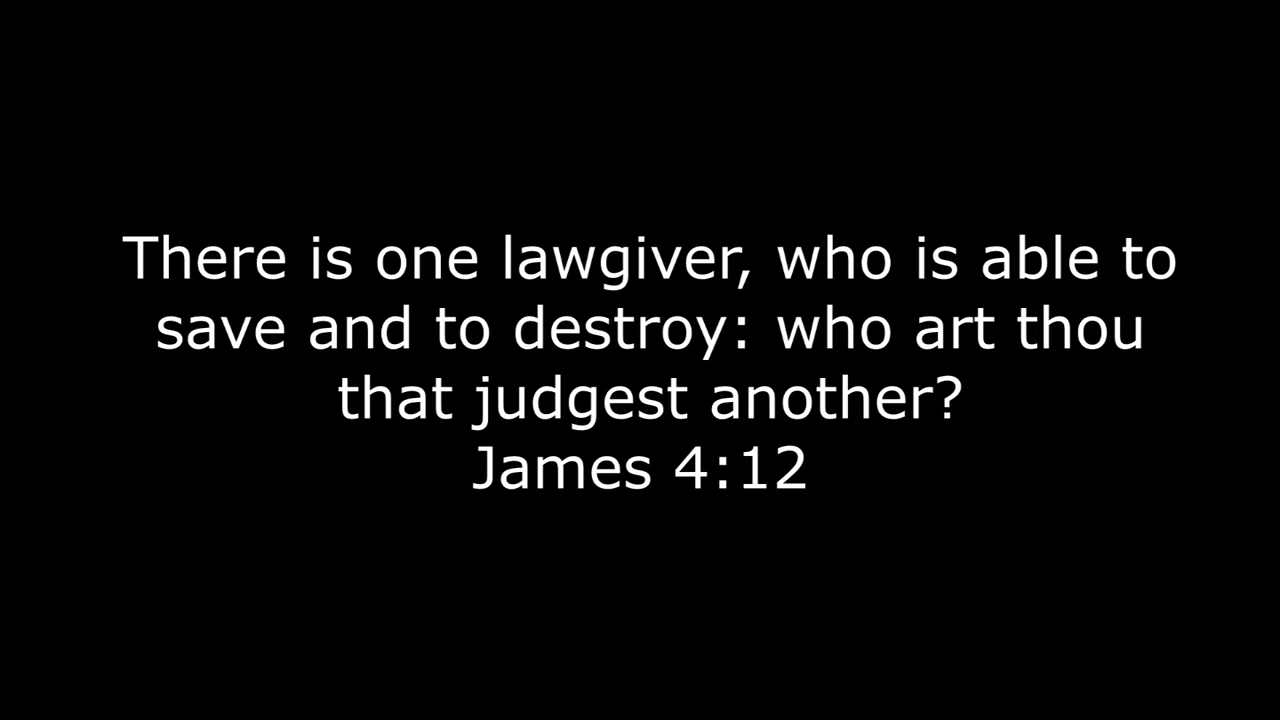 There is one lawgiver, who is able to
save and to destroy: who art thou
that judgest another?
James 4:12